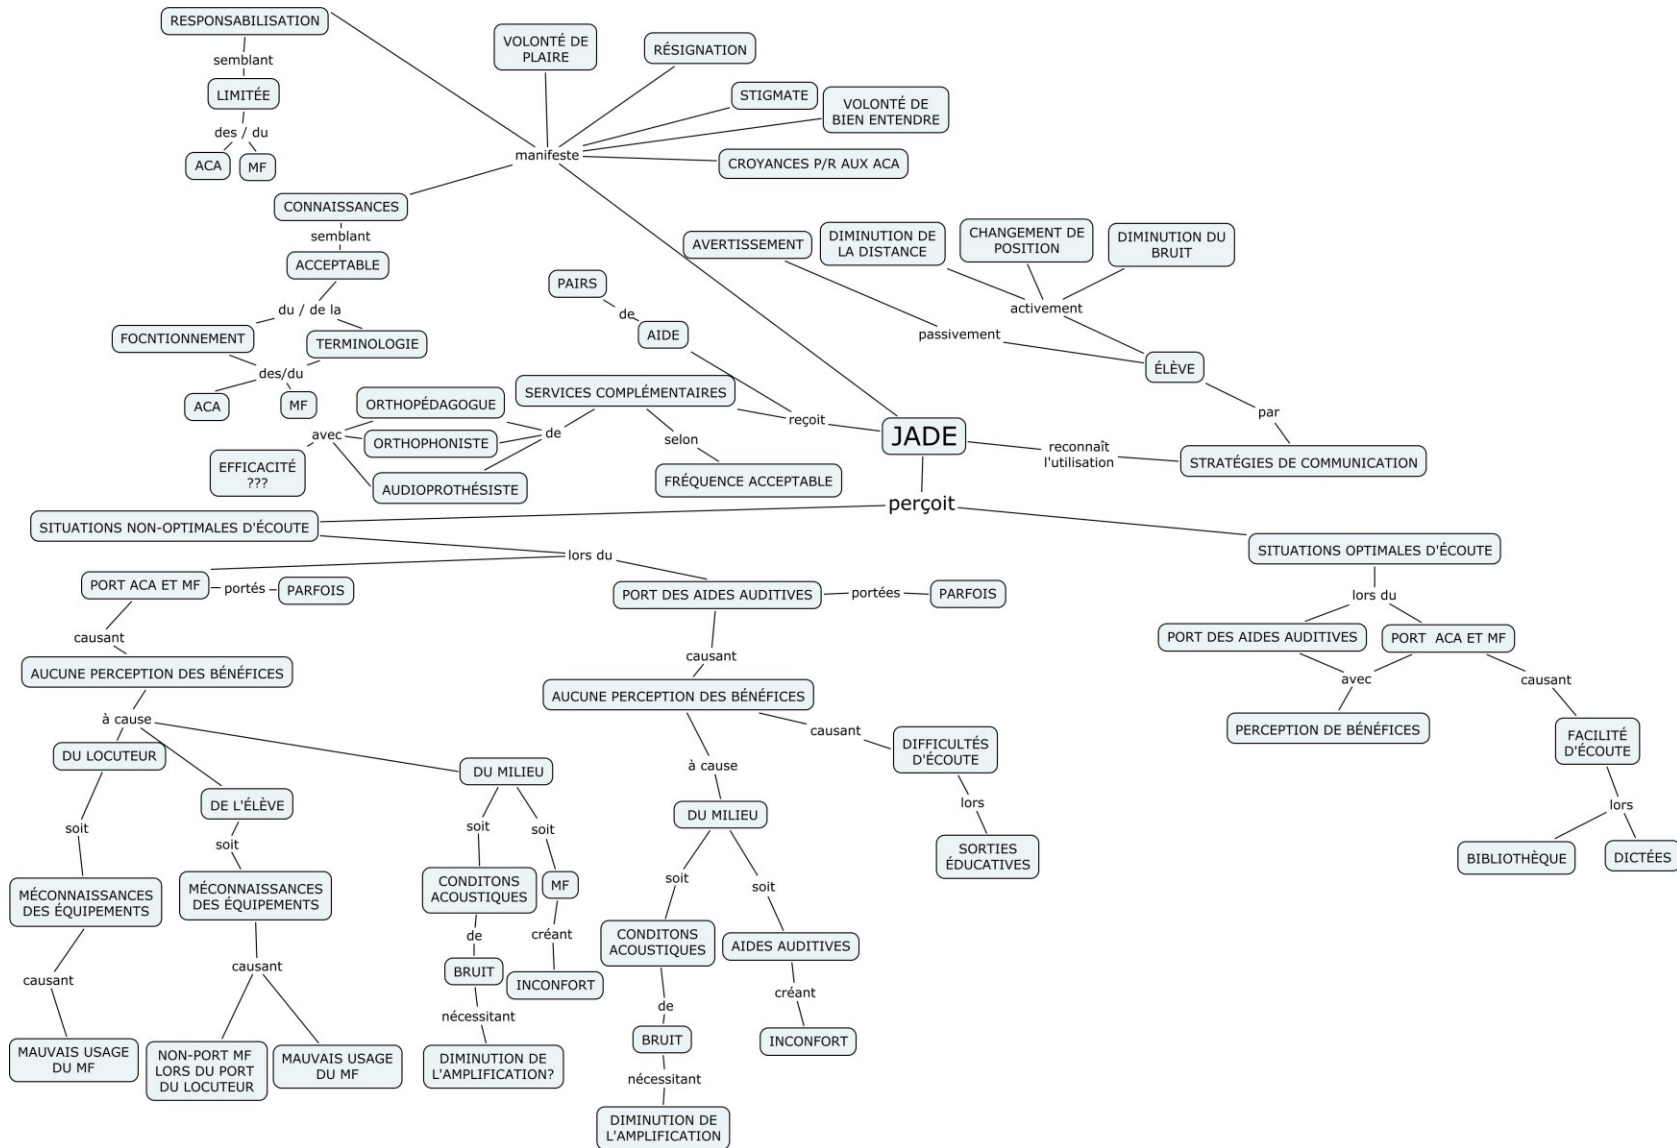 RESPONSABILISATION
semblant
LIMITÉE
des / du
ACA
MF
VOLONTÉ DE
PLAIRE
RÉSIGNATION
STIGMATE
VOLONTÉ DE
BIEN ENTENDRE
manifeste
CROYANCES P/R AUX ACA
CONNAISSANCES
semblant
ACCEPTABLE
du / de la
FOCNTIONNEMENT
TERMINOLOGIE
des/du
ACA
MF
AVERTISSEMENT
DIMINUTION DE
LA DISTANCE
CHANGEMENT DE
POSITION
DIMINUTION DU
BRUIT
activement
passivement
ÉLÈVE
par
STRATÉGIES DE COMMUNICATION
reconnaît
l'utilisation
JADE
PAIRS
de
AIDE
reçoit
SERVICES COMPLÉMENTAIRES
selon
FRÉQUENCE ACCEPTABLE
de
ORTHOPÉDAGOGUE
ORTHOPHONISTE
AUDIOPROTHÉSISTE
avec
EFFICACITÉ
???
perçoit
SITUATIONS NON-OPTIMALES D'ÉCOUTE
lors du
PORT ACA ET MF
portés
PARFOIS
causant
AUCUNE PERCEPTION DES BÉNÉFICES
à cause
DU LOCUTEUR
soit
MÉCONNAISSANCES
DES ÉQUIPEMENTS
causant
MAUVAIS USAGE
DU MF
DE L'ÉLÈVE
soit
MÉCONNAISSANCES
DES ÉQUIPEMENTS
causant
NON-PORT MF
LORS DU PORT
DU LOCUTEUR
MAUVAIS USAGE
DU MF
DU MILIEU
soit
soit
CONDITONS
ACOUSTIQUES
MF
de
créant
BRUIT
INCONFORT
nécessitant
DIMINUTION DE
L'AMPLIFICATION?
PORT DES AIDES AUDITIVES
portées
PARFOIS
causant
AUCUNE PERCEPTION DES BÉNÉFICES
causant
DIFFICULTÉS
D'ÉCOUTE
lors
SORTIES
ÉDUCATIVES
à cause
DU MILIEU
soit
soit
CONDITONS
ACOUSTIQUES
AIDES AUDITIVES
de
créant
BRUIT
INCONFORT
nécessitant
DIMINUTION DE
L'AMPLIFICATION
SITUATIONS OPTIMALES D'ÉCOUTE
lors du
PORT DES AIDES AUDITIVES
PORT ACA ET MF
avec
causant
PERCEPTION DE BÉNÉFICES
FACILITÉ
D'ÉCOUTE
lors
BIBLIOTHÈQUE
DICTÉES